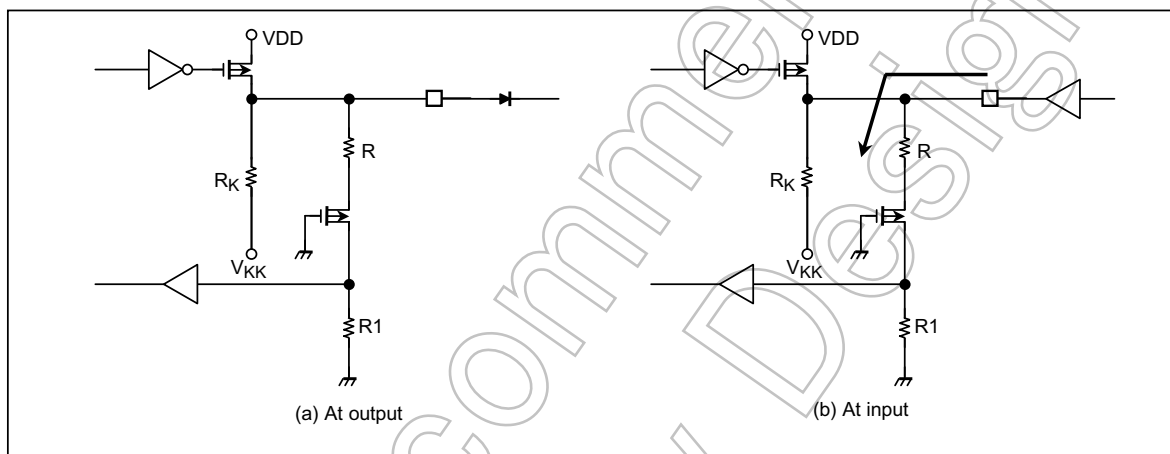 VDD
R
RK
VKK
R1
(a) At output
VDD
R
RK
VKK
R1
(b) At input